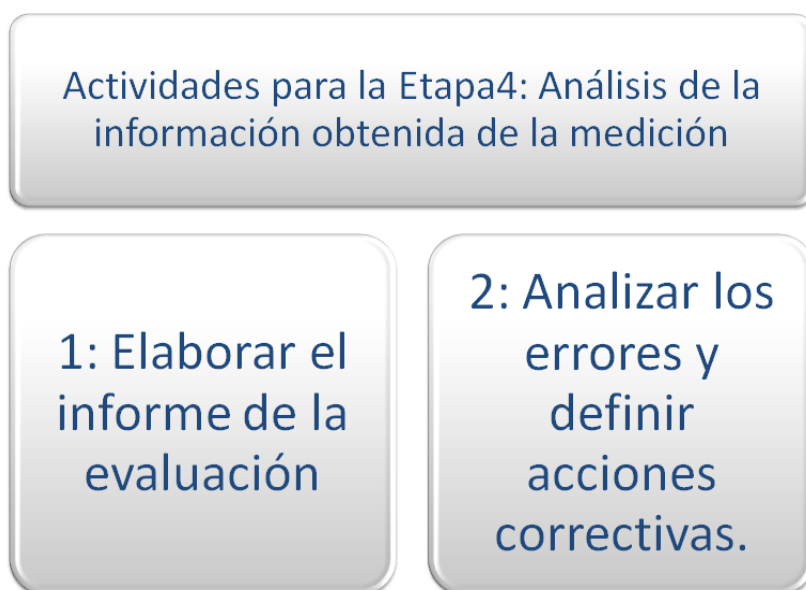 Actividades para la Etapa4: Análisis de la
información obtenida de la medición
1: Elaborar el
informe de la
evaluación
2: Analizar los
errores y
definir
acciones
correctivas.